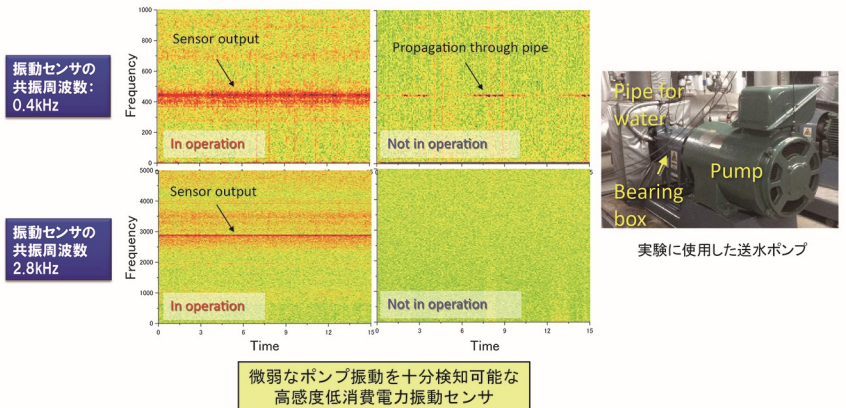 振動センサの
共振周波数:
0.4kHz
Frequency
1000
800
600
400
200
0
Sensor output
In operation
Propagation through pipe
Not in operation
15
振動センサの
共振周波数
2.8kHz
Frequency
5000
4000
3000
2000
1000
0
Sensor output
In operation
Not in operation
0 3 6 9 12 15
0 3 6 9 12 15
Time
Time
Pipe for
water
Pump
Bearing
box
実験に使用した送水ポンプ
微弱なポンプ振動を十分検知可能な
高感度低消費電力振動センサ